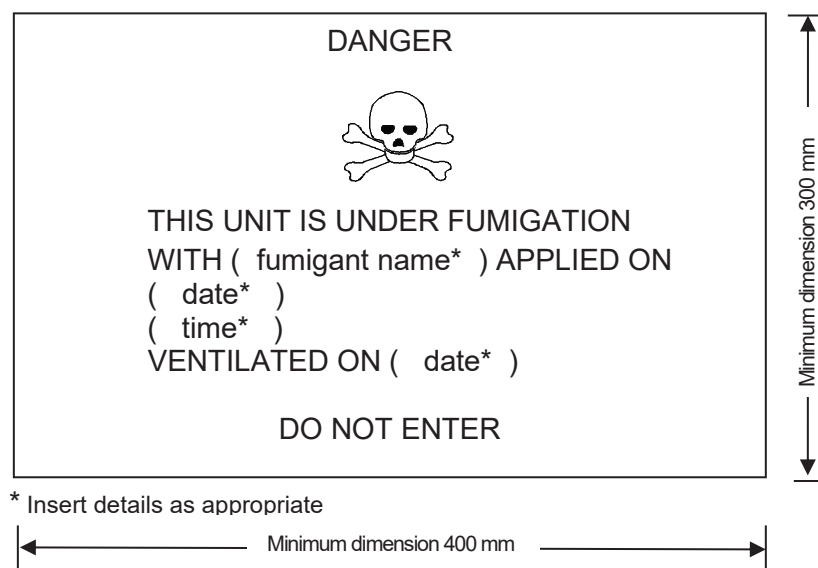 DANGER
THIS UNIT IS UNDER FUMIGATION
WITH ( fumigant name* ) APPLIED ON
( date* )
( time* )
VENTILATED ON ( date* )
DO NOT ENTER
Minimum dimension 300 mm
* Insert details as appropriate
Minimum dimension 400 mm